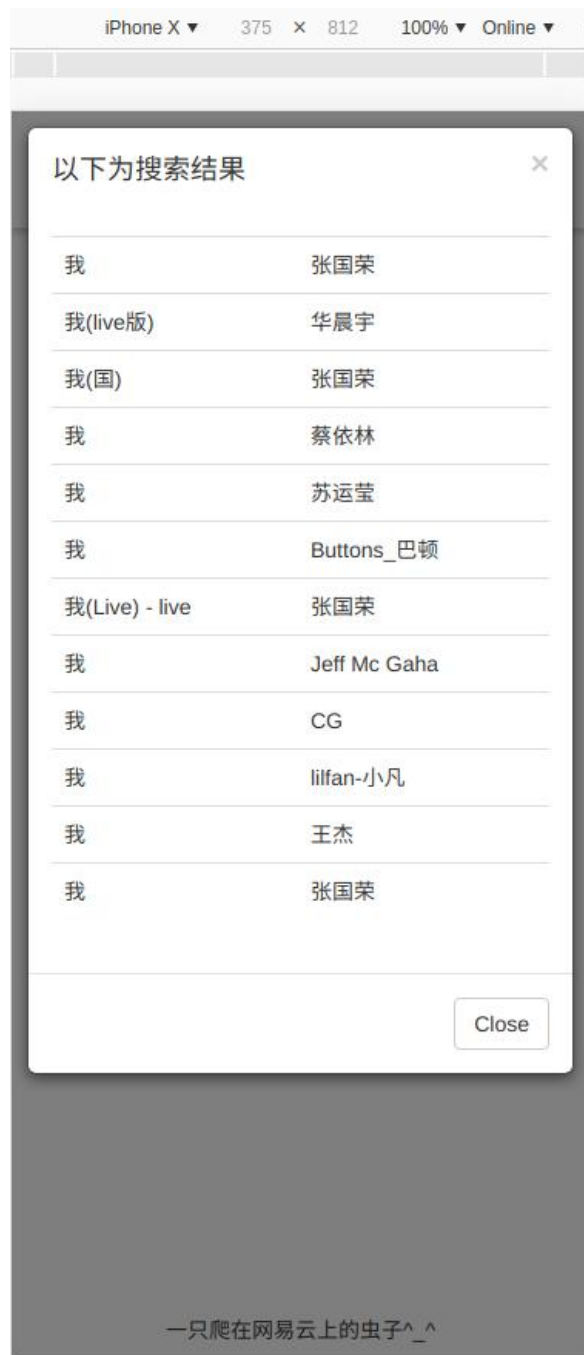 iPhone X ▼ 375 × 812 100% ▼ Online ▼
以下为搜索结果 ×
我 张国荣
我(live版) 华晨宇
我(国) 张国荣
我 蔡依林
我 苏运莹
我 Buttons_巴顿
我(Live) - live 张国荣
我 Jeff Mc Gaha
我 CG
我 lilfan-小凡
我 王杰
我 张国荣
Close
一只爬在网易云上的虫子^_^